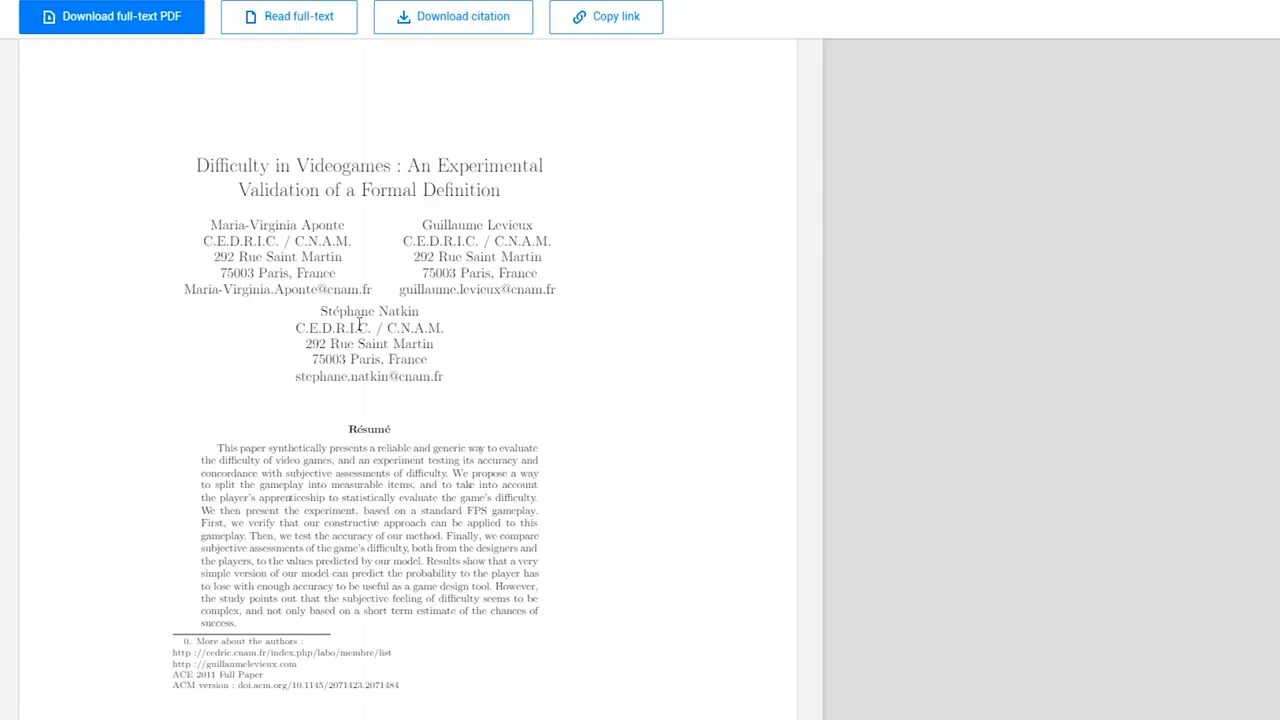 Download full-text PDF
Read full-text
Download citation
Copy link
Difficulty in Videogames : An Experimental
Validation of a Formal Definition
Maria-Virginia Aponte
C.E.D.R.I.C. / C.N.A.M.
292 Rue Saint Martin
75003 Paris, France
Maria-Virginia.Aponte@cnam.fr
Guillaume Levieux
C.E.D.R.I.C. / C.N.A.M.
292 Rue Saint Martin
75003 Paris, France
guillaume.levieux@cnam.fr
Stéphane Natkin
C.E.D.R.I.C. / C.N.A.M.
292 Rue Saint Martin
75003 Paris, France
stephane.natkin@cnam.fr
Résumé
This paper synthetically presents a reliable and generic way to evaluate
the difficulty of video games, and an experiment testing its accuracy and
concordance with subjective assessments of difficulty. We propose a way
to split the gameplay into measurable items, and to take into account
the player's apprenticeship to statistically evaluate the game's difficulty.
We then present the experiment, based on a standard FPS gameplay.
First, we verify that our constructive approach can be applied to this
gameplay. Then, we test the accuracy of our method. Finally, we compare
subjective assessments of the game's difficulty, both from the designers and
the players, to the values predicted by our model. Results show that a very
simple version of our model can predict the probability to the player has
to lose with enough accuracy to be useful as a game design tool. However,
the study points out that the subjective feeling of difficulty seems to be
complex, and not only based on a short term estimate of the chances of
success.
0. More about the authors :
http ://cedric.cnam.fr/index.php/labo/membre/list
http ://guillaumelevieux.com
ACE 2011 Full Paper
ACM version : doi.acm.org/10.1145/2071423.2071484